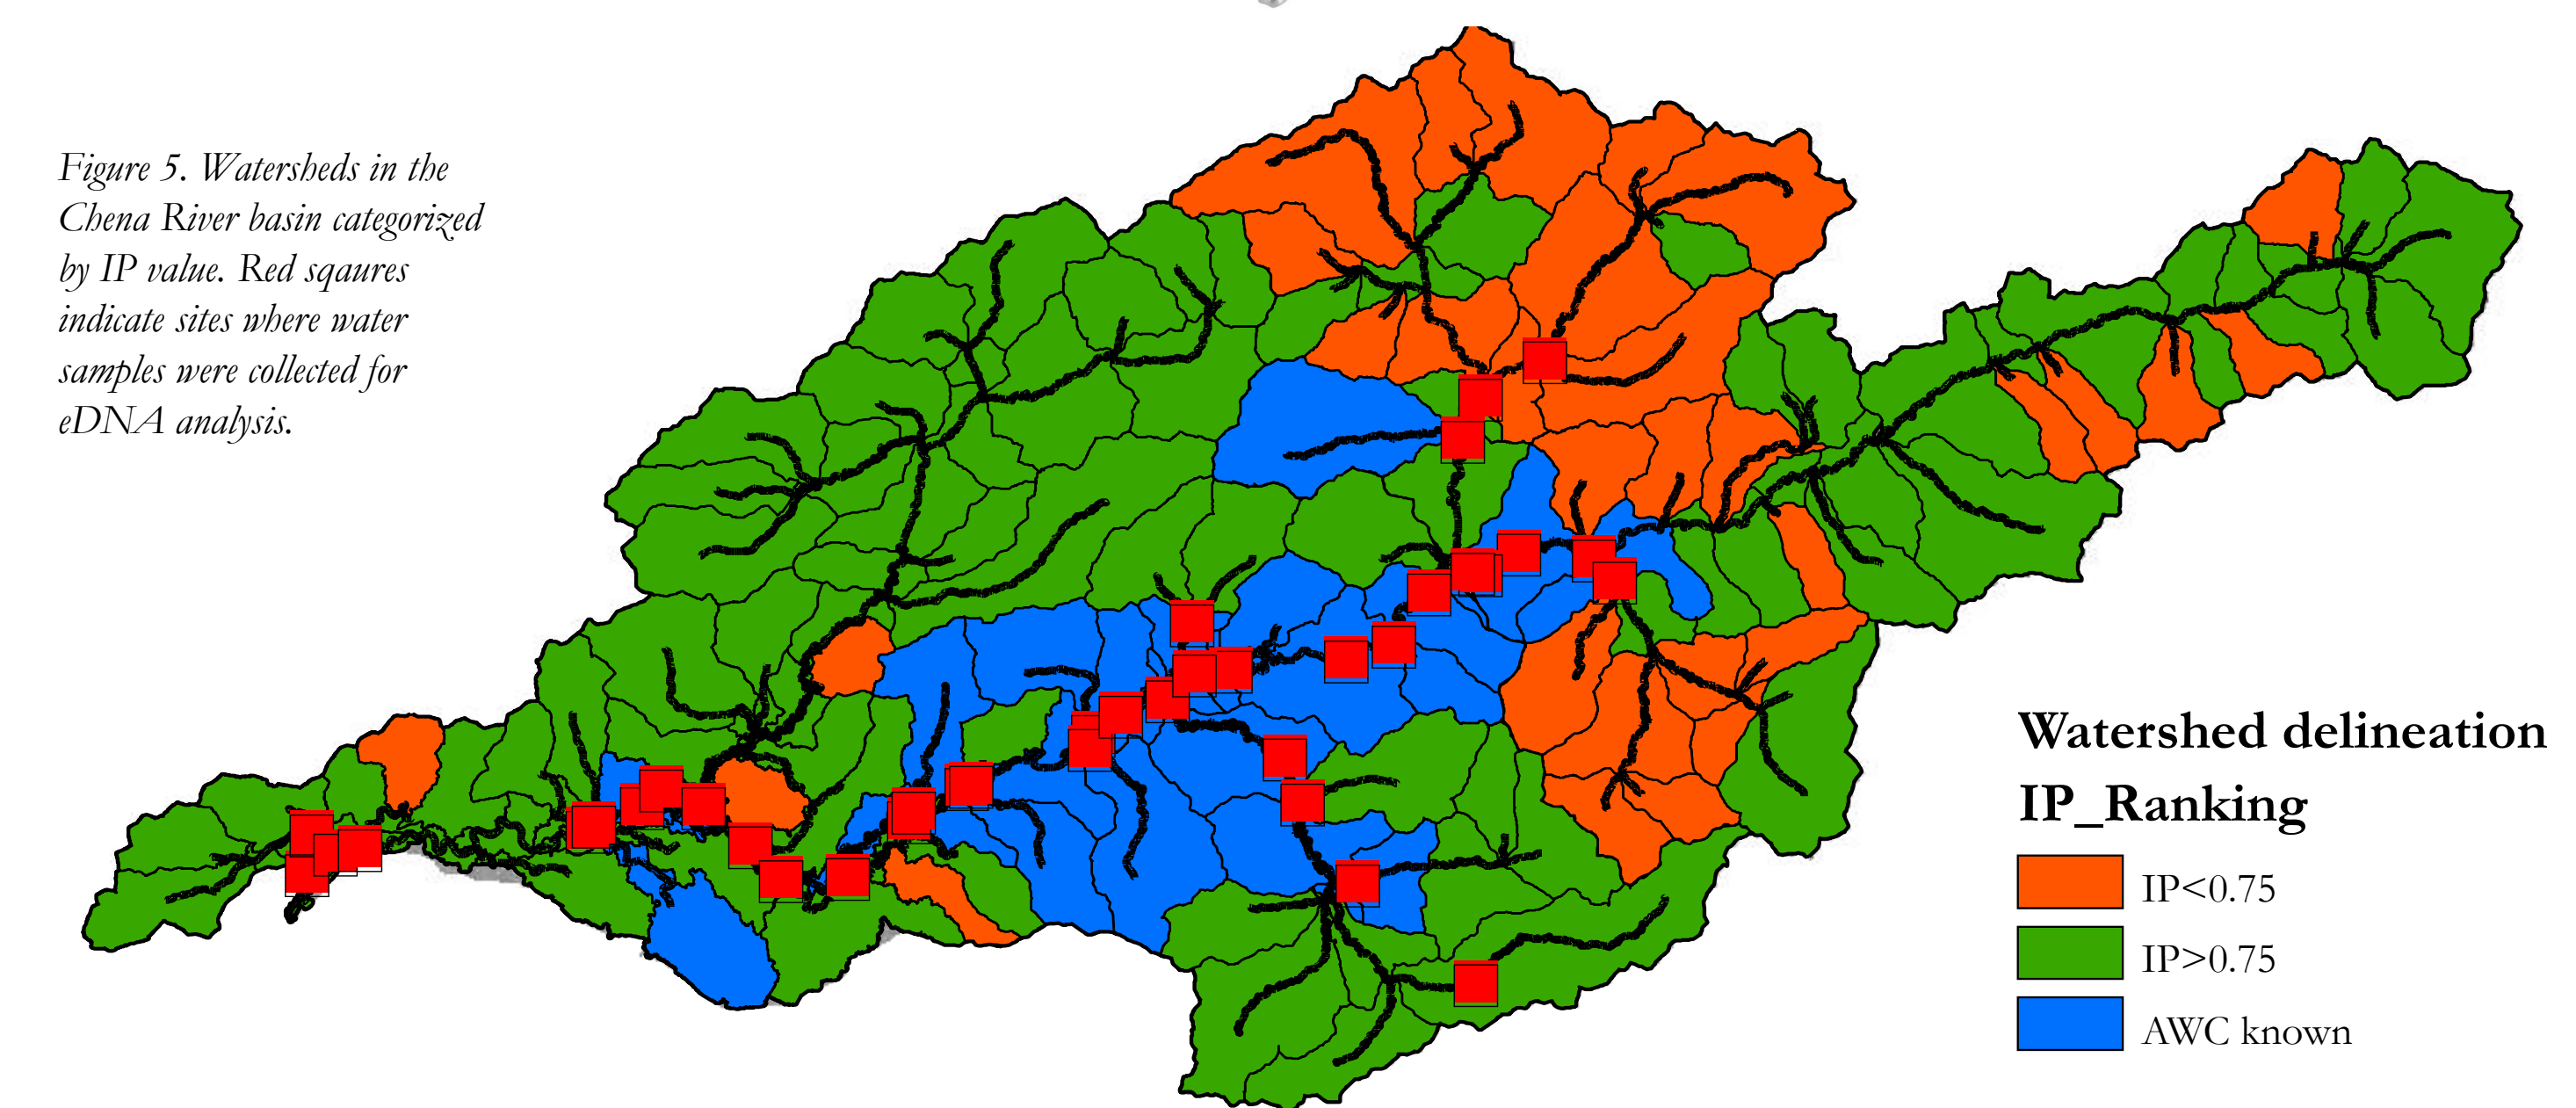 Figure 5. Watersheds in the
Chena River basin categorized
by IP value. Red sqaures
indicate sites where water
samples were collected for
eDNA analysis.
Watershed delineation
IP_Ranking
IP<0.75
IP>0.75
AWC known